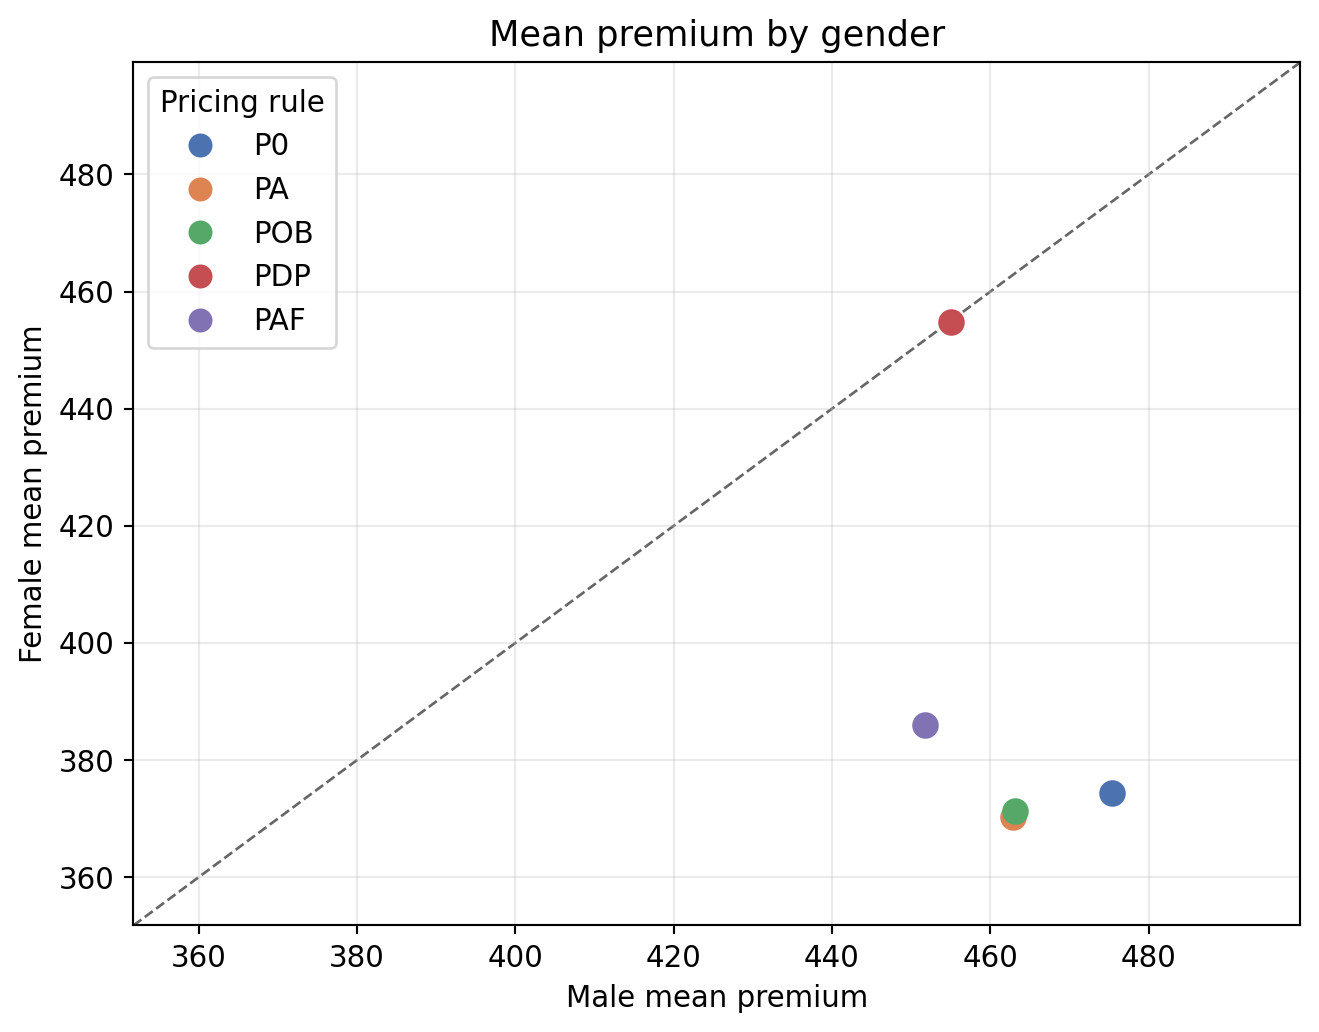 Mean premium by gender
Pricing rule
P0
PA
POB
PDP
PAF
480
460
440
420
400
380
360
Female mean premium
360
380
400
420
440
460
480
Male mean premium